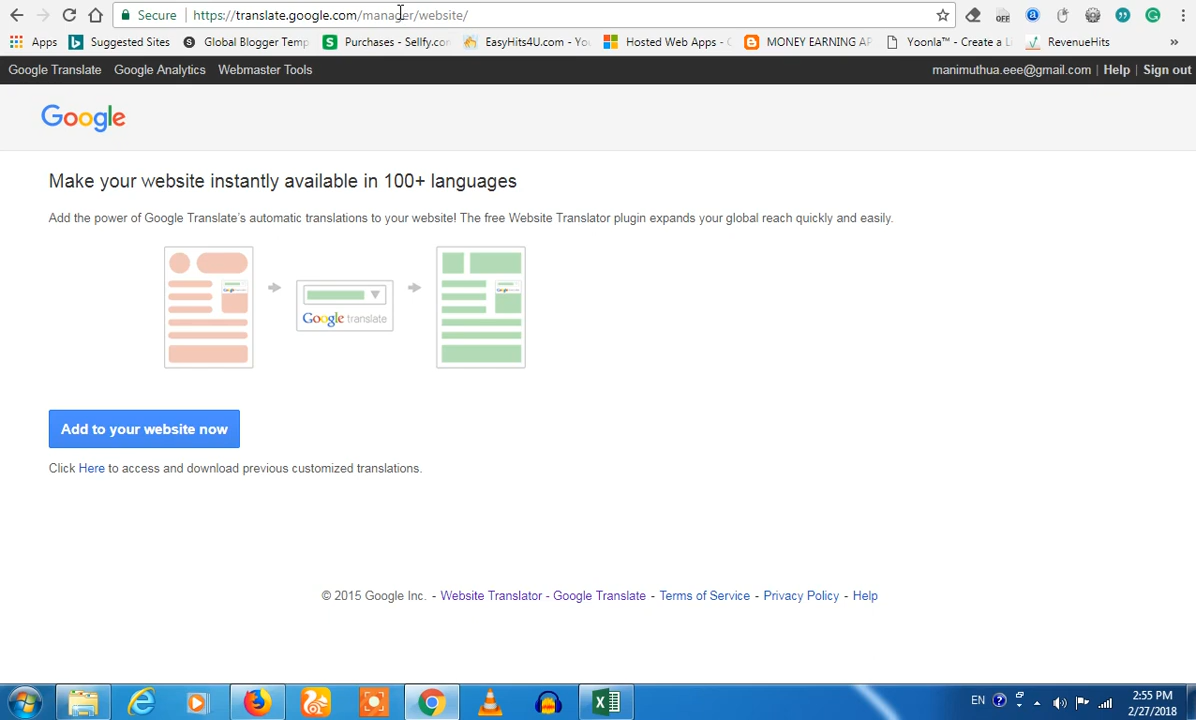 Secure https://translate.google.com/manager/website/
OFF
Apps Suggested Sites Global Blogger Temp Purchases - Sellfy.co EasyHits4U.com - Yo Hosted Web Apps - MONEY EARNING AP Yoonla™ - Create a L RevenueHits »
Google Translate Google Analytics Webmaster Tools manimuthua.eee@gmail.com | Help | Sign out
Google
Make your website instantly available in 100+ languages
Add the power of Google Translate's automatic translations to your website! The free Website Translator plugin expands your global reach quickly and easily.
Google translate
Add to your website now
Click Here to access and download previous customized translations.
© 2015 Google Inc. - Website Translator - Google Translate - Terms of Service - Privacy Policy - Help
EN
2:55 PM
2/27/2018